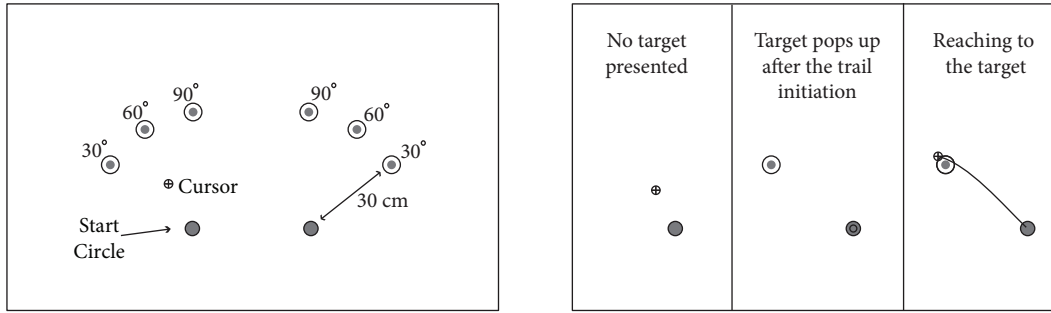 90°
60°
30°
Cursor
Start
Circle
90°
60°
30°
30 cm
No target
presented
Target pops up
after the trail
initiation
Reaching to
the target